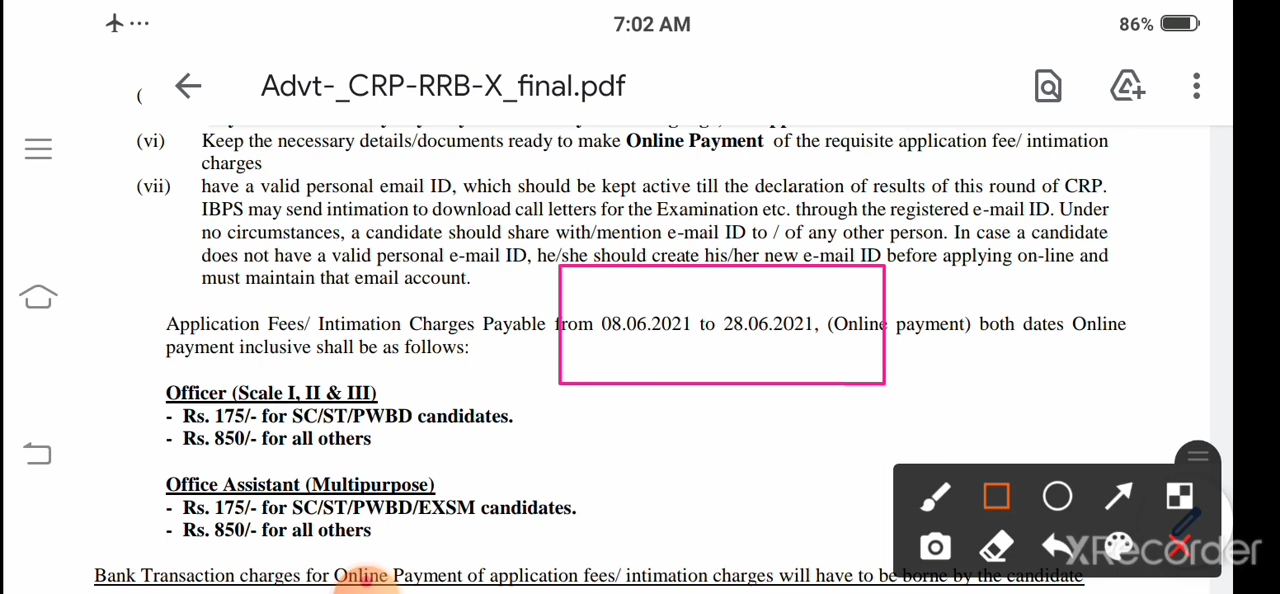 7:02 AM
86%
Advt-_CRP-RRB-X_final.pdf
(
(vi) Keep the necessary details/documents ready to make Online Payment of the requisite application fee/ intimation
charges
(vii) have a valid personal email ID, which should be kept active till the declaration of results of this round of CRP.
IBPS may send intimation to download call letters for the Examination etc. through the registered e-mail ID. Under
no circumstances, a candidate should share with/mention e-mail ID to / of any other person. In case a candidate
does not have a valid personal e-mail ID, he/she should create his/her new e-mail ID before applying on-line and
must maintain that email account.
Application Fees/ Intimation Charges Payable from 08.06.2021 to 28.06.2021, (Online payment) both dates Online
payment inclusive shall be as follows:
Officer (Scale I, II & III)
- Rs. 175/- for SC/ST/PWBD candidates.
- Rs. 850/- for all others
Office Assistant (Multipurpose)
- Rs. 175/- for SC/ST/PWBD/EXSM candidates.
- Rs. 850/- for all others
XRecorder
Bank Transaction charges for Online Payment of application fees/ intimation charges will have to be borne by the candidate